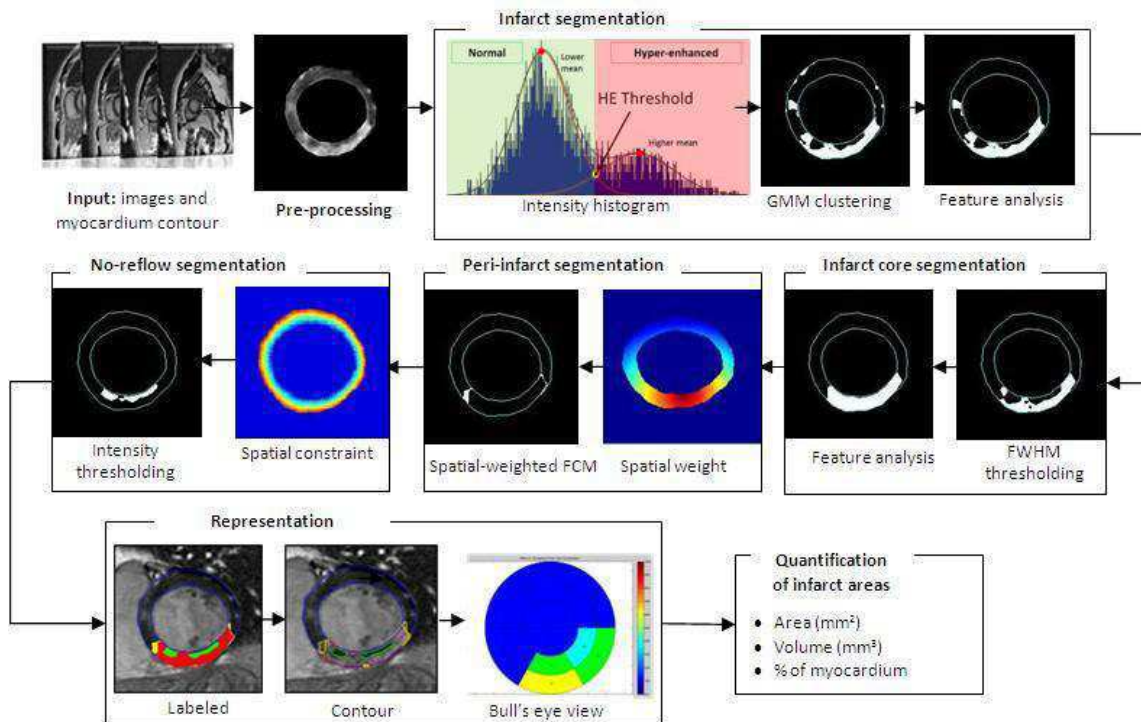 Infarct segmentation
Normal
Hyper-enhanced
Lower
mean
HE Threshold
Higher mean
Input: images and
myocardium contour
Pre-processing
Intensity histogram
GMM clustering
Feature analysis
No-reflow segmentation
Peri-infarct segmentation
Infarct core segmentation
Intensity
thresholding
Spatial constraint
Spatial-weighted FCM
Spatial weight
Feature analysis
FWHM
thresholding
Representation
Labeled
Contour
Bull's eye view
Quantification
of infarct areas
• Area (mm²)
• Volume (mm³)
• % of myocardium